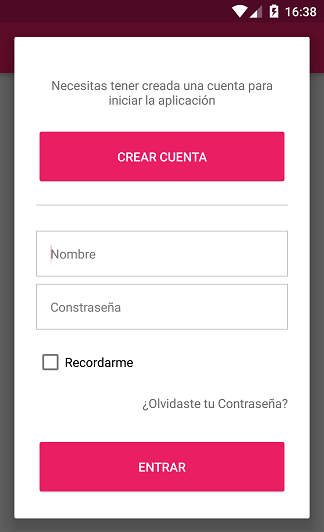 16:38
Necesitas tener creada una cuenta para
iniciar la aplicación
CREAR CUENTA
Nombre
Constraseña
Recordarme
¿Olvidaste tu Contraseña?
ENTRAR